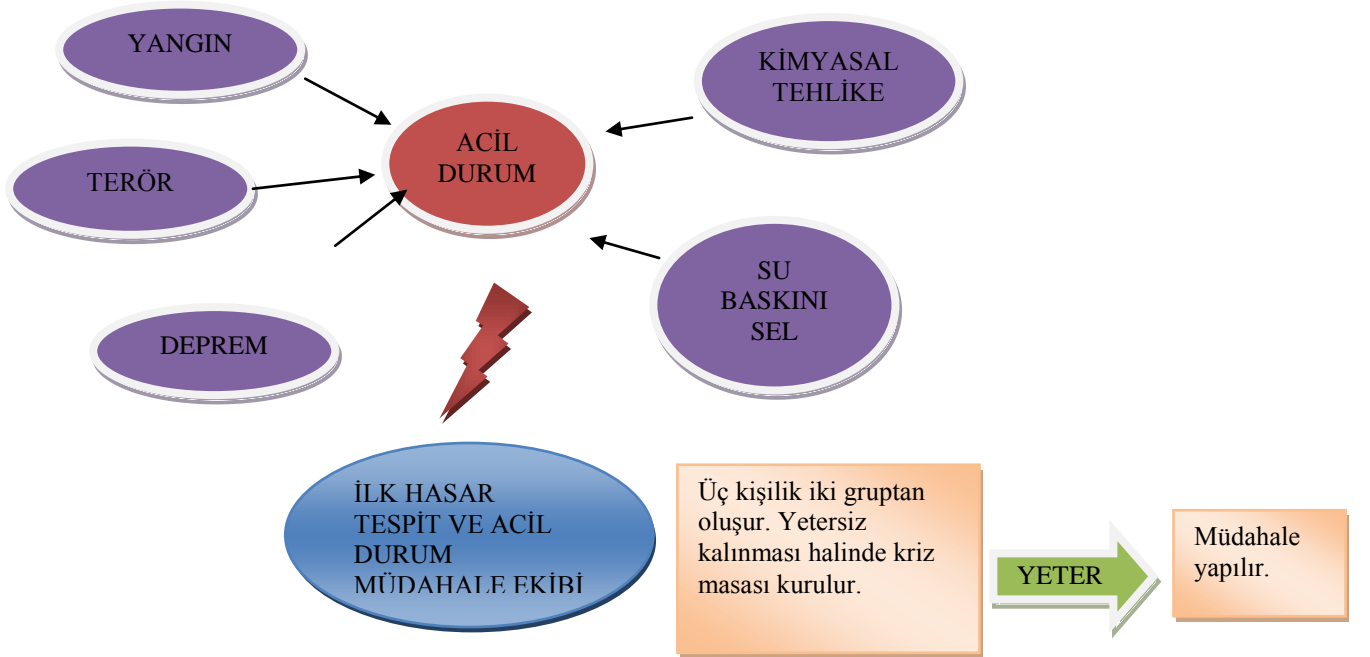 YANGIN
KİMYASAL
TEHLİKE
ACİL
DURUM
TERÖR
SU
BASKINI
SEL
DEPREM
İLK HASAR
TESPİT VE ACİL
DURUM
MÜDAHALE EKİBİ
Üç kişilik iki gruptan
oluşur. Yetersiz
kalınması halinde kriz
masası kurulur.
YETER
Müdahale
yapılır.